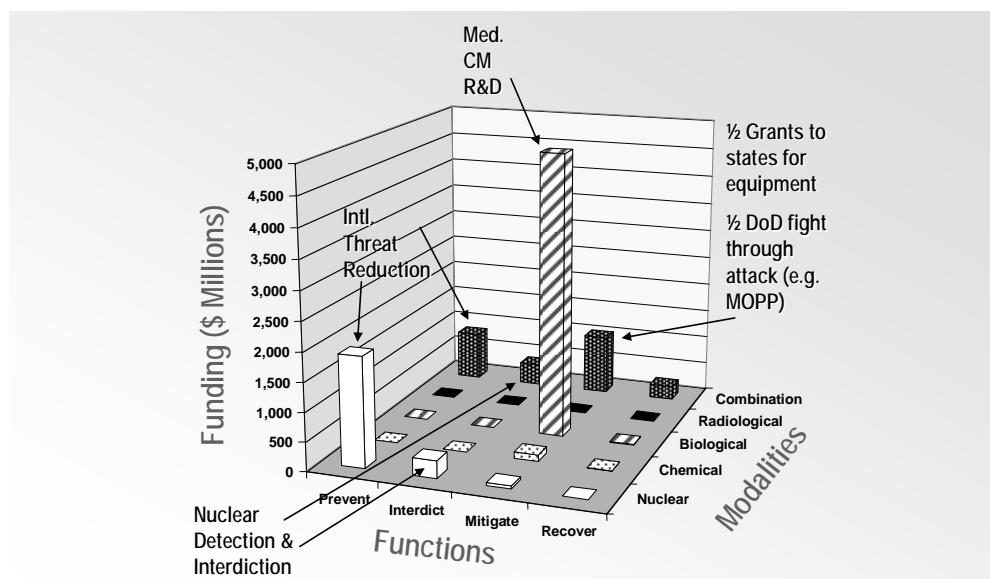 Med.
CM
R&D
½ Grants to
states for
equipment
½ DoD fight
through
attack (e.g.
MOPP)
Intl.
Threat
Reduction
Funding ($ Millions)
5,000
4,500
4,000
3,500
3,000
2,500
2,000
1,500
1,000
500
0
Combination
Radiological
Biological
Chemical
Nuclear
Modalities
Prevent
Interdict
Mitigate
Recover
Functions
Nuclear
Detection &
Interdiction